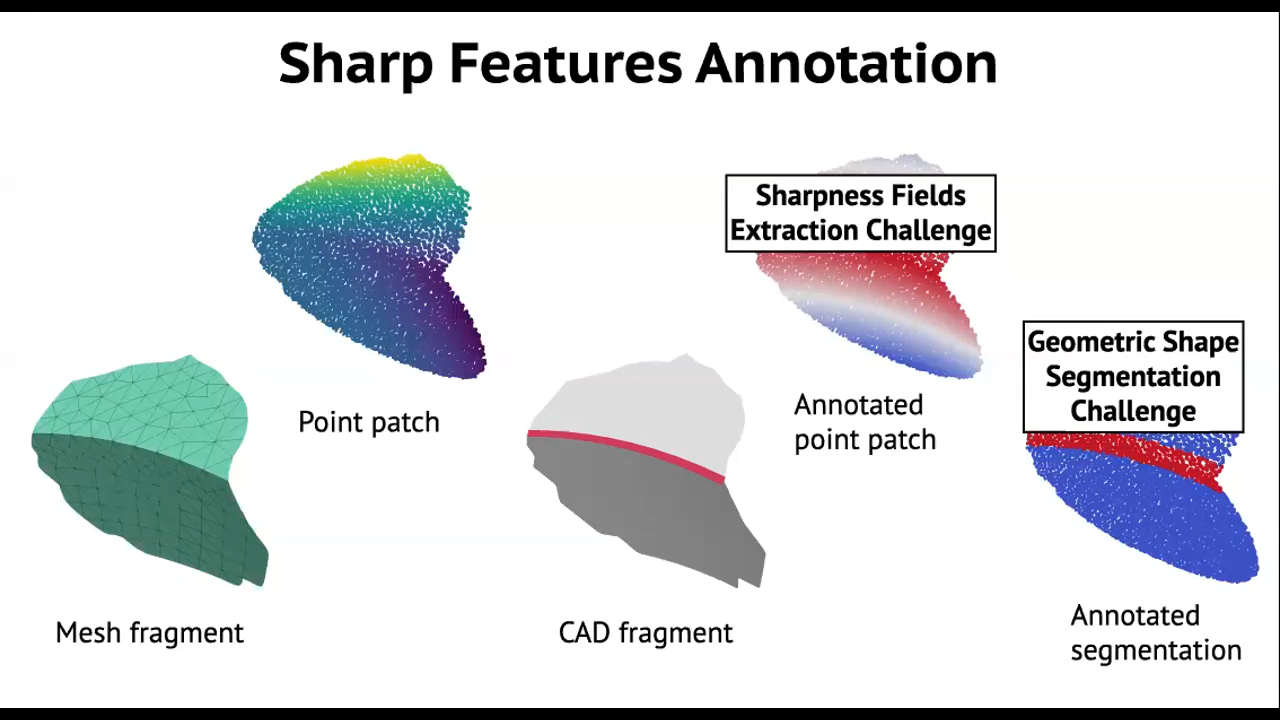 Sharp Features Annotation
Sharpness Fields
Extraction Challenge
Geometric Shape
Segmentation
Challenge
Point patch
Annotated
point patch
Mesh fragment
CAD fragment
Annotated
segmentation